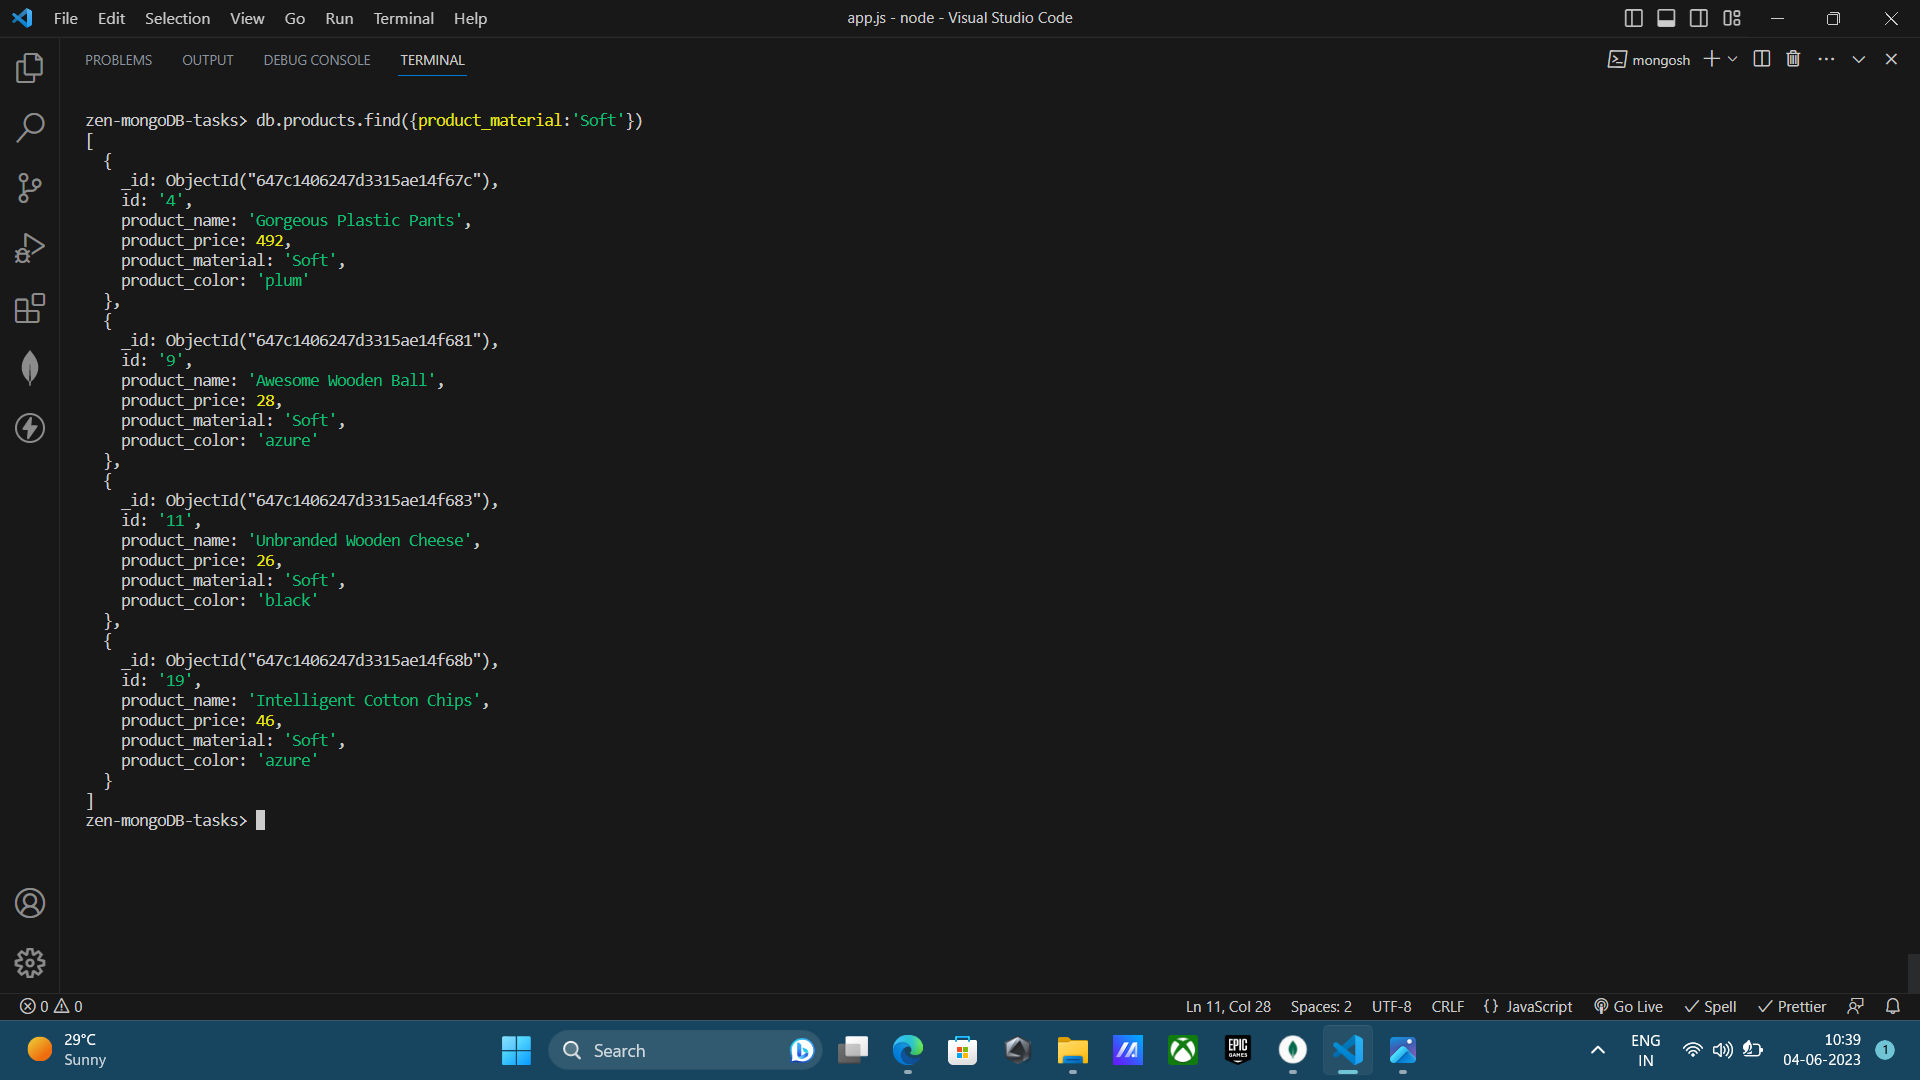 File Edit Selection View Go Run Terminal Help
app.js - node - Visual Studio Code
PROBLEMS OUTPUT DEBUG CONSOLE TERMINAL
mongosh
zen-mongoDB-tasks> db.products.find({product_material:'Soft'})
[
  {
    _id: ObjectId("647c1406247d3315ae14f67c"),
    id: '4',
    product_name: 'Gorgeous Plastic Pants',
    product_price: 492,
    product_material: 'Soft',
    product_color: 'plum'
  },
  {
    _id: ObjectId("647c1406247d3315ae14f681"),
    id: '9',
    product_name: 'Awesome Wooden Ball',
    product_price: 28,
    product_material: 'Soft',
    product_color: 'azure'
  },
  {
    _id: ObjectId("647c1406247d3315ae14f683"),
    id: '11',
    product_name: 'Unbranded Wooden Cheese',
    product_price: 26,
    product_material: 'Soft',
    product_color: 'black'
  },
  {
    _id: ObjectId("647c1406247d3315ae14f68b"),
    id: '19',
    product_name: 'Intelligent Cotton Chips',
    product_price: 46,
    product_material: 'Soft',
    product_color: 'azure'
  }
]
zen-mongoDB-tasks>
0 0
Ln 11, Col 28 Spaces: 2 UTF-8 CRLF {} JavaScript Go Live Spell Prettier
29°C
Sunny
Search
EPIC
GAMES
ENG
IN
10:39
04-06-2023
1